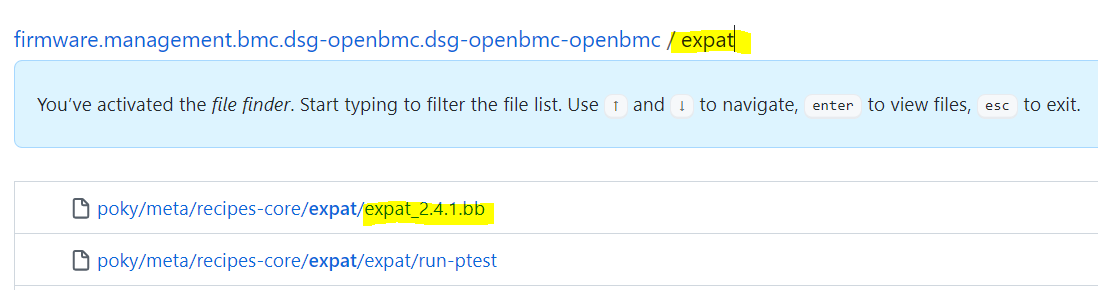 firmware.management.bmc.dsg-openbmc.dsg-openbmc-openbmc / expat
You've activated the file finder. Start typing to filter the file list. Use ↑ and ↓ to navigate, enter to view files, esc to exit.
poky/meta/recipes-core/expat/expat_2.4.1.bb
poky/meta/recipes-core/expat/expat/run-ptest